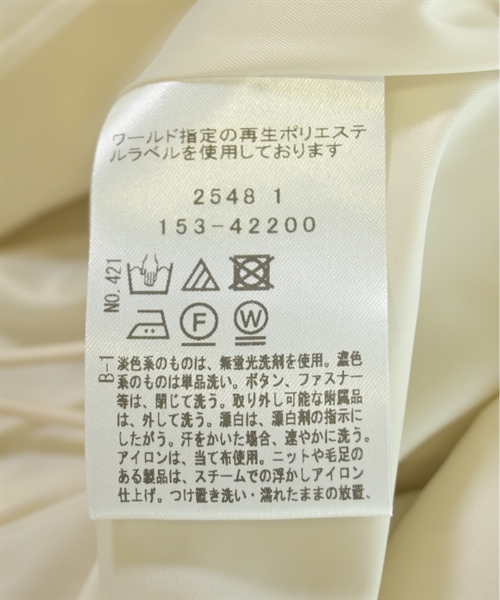 ワールド指定の再生ポリエステ
ルラベルを使用しております
2548 1
153-42200
NO.421
F
W
B-1
淡色系のものは、無蛍光洗剤を使用。濃色
系のものは単品洗い。ボタン、ファスナー
等は、閉じて洗う。取り外し可能な附属品
は、外して洗う。漂白は、漂白剤の指示に
したがう。汗をかいた場合、速やかに洗う。
アイロンは、当て布使用。ニットや毛足の
ある製品は、スチームでの浮かしアイロン
仕上げ。つけ置き洗い・濡れたままの放置、